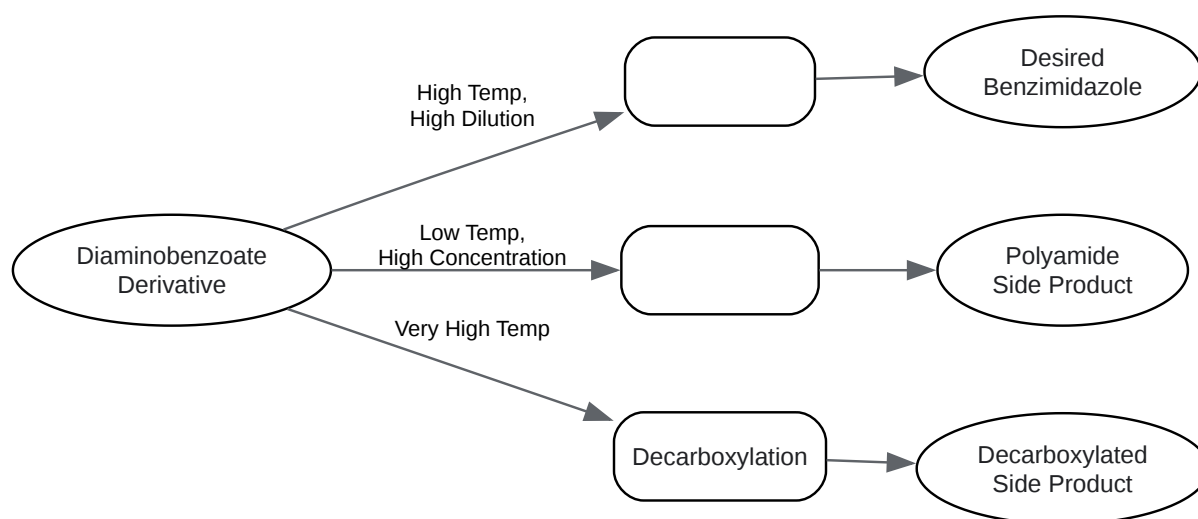 Desired
Benzimidazole
High Temp,
High Dilution
Diaminobenzoate
Derivative
Low Temp,
High Concentration
Polyamide
Side Product
Very High Temp
Decarboxylation
Decarboxylated
Side Product